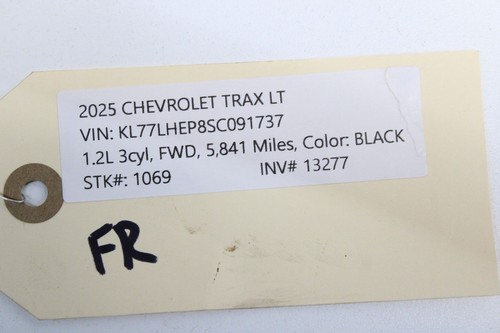 2025 CHEVROLET TRAX LT
VIN: KL77LHEP8SC091737
1.2L 3cyl, FWD, 5,841 Miles, Color: BLACK
STK#: 1069 INV# 13277
FR